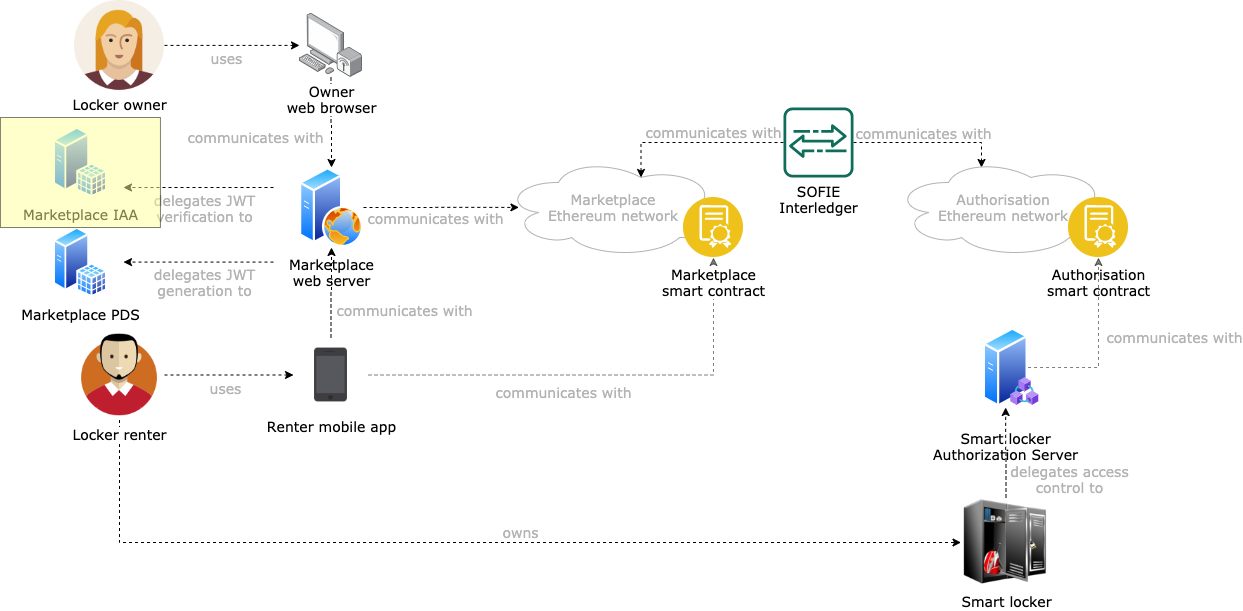 Locker owner
uses
Owner
web browser
communicates with
Marketplace IAA
delegates JWT
verification to
Marketplace
web server
communicates with
Marketplace
Ethereum network
communicates with
SOFIE
Interledger
communicates with
Authorisation
Ethereum network
Marketplace
smart contract
Authorisation
smart contract
delegates JWT
generation to
Marketplace PDS
communicates with
communicates with
Locker renter
uses
Renter mobile app
communicates with
Smart locker
Authorization Server
delegates access
control to
owns
Smart locker